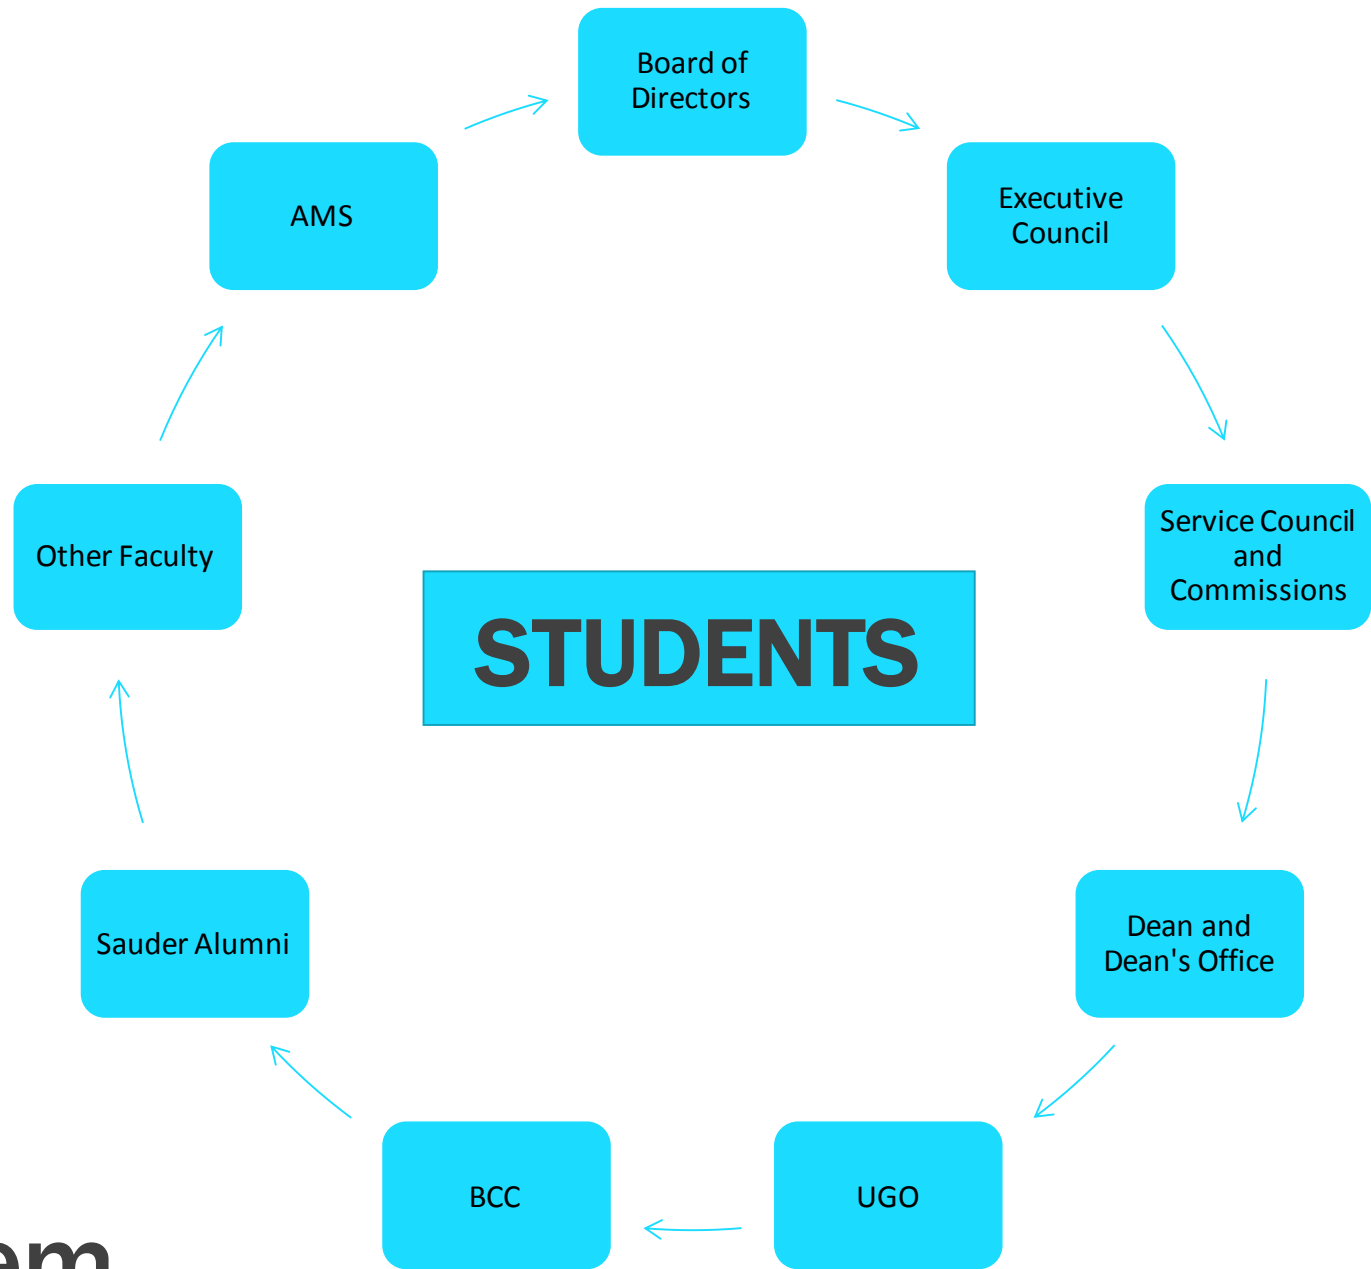 Board of
Directors
Executive
Council
Service Council
and
Commissions
Dean and
Dean's Office
UGO
BCC
Sauder Alumni
Other Faculty
AMS
STUDENTS
em